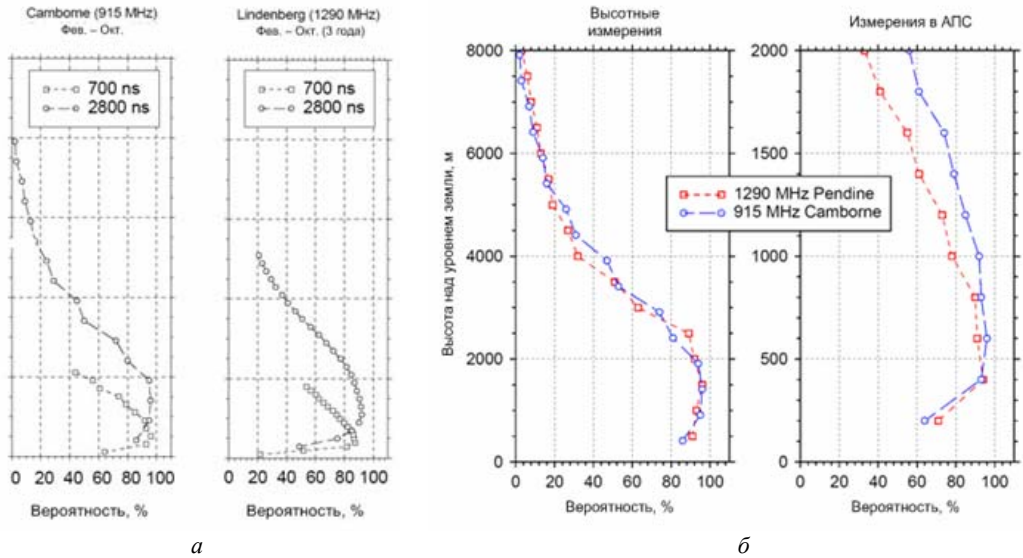 Camborne (915 MHz)
Фев. – Окт.
700 ns
2800 ns
0 20 40 60 80 100
Вероятность, %
Lindenberg (1290 MHz)
Фев. – Окт. (3 года)
700 ns
2800 ns
0 20 40 60 80 100
Вероятность, %
а
Высотные
измерения
Высота над уровнем земли, м
8000
6000
4000
2000
0
0 20 40 60 80 100
Вероятность, %
1290 MHz Pendine
915 MHz Camborne
Измерения в АПС
2000
1500
1000
500
0
0 20 40 60 80 100
Вероятность, %
б